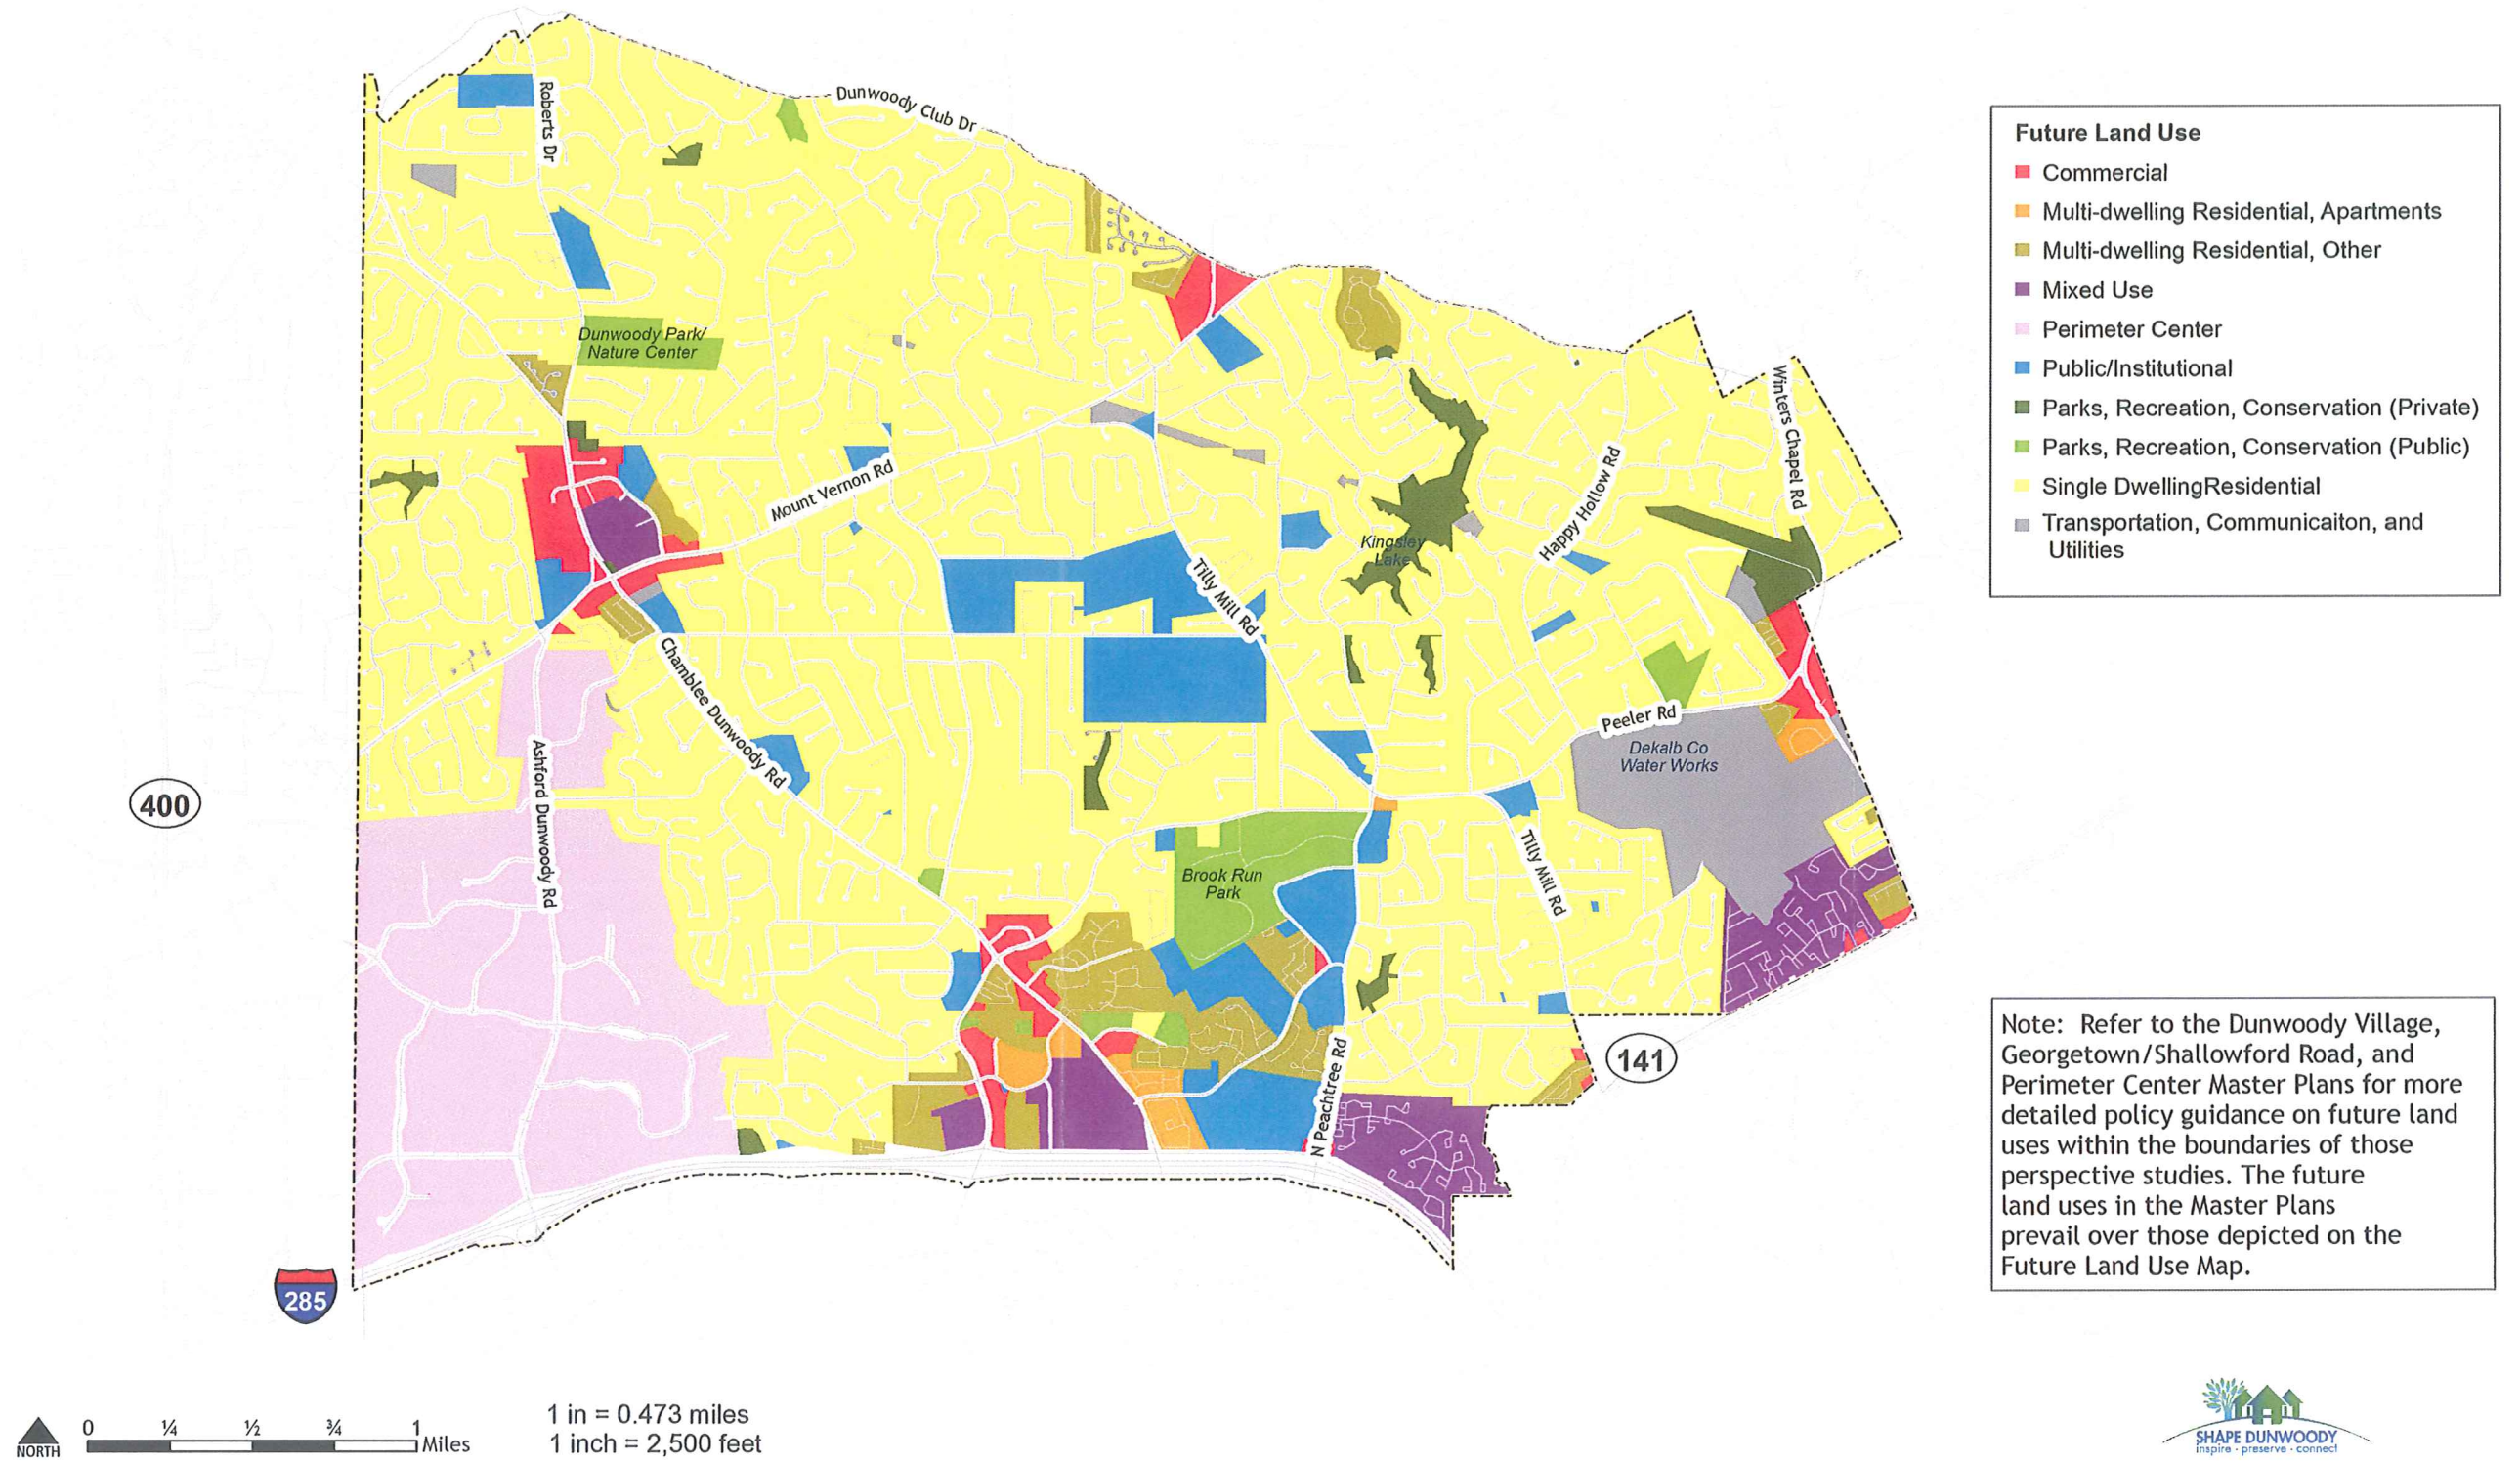 Dunwoody Club Dr
Roberts Dr
Dunwoody Park/
Nature Center
Mount Vernon Rd
Winters Chapel Rd
Happy Hollow Rd
Kingsley
Lake
Tilly Mill Rd
Chamblee Dunwoody Rd
Peeler Rd
Dekalb Co
Water Works
Ashford Dunwoody Rd
400
Brook Run
Park
Tilly Mill Rd
N Peachtree Rd
141
285
Future Land Use
Commercial
Multi-dwelling Residential, Apartments
Multi-dwelling Residential, Other
Mixed Use
Perimeter Center
Public/Institutional
Parks, Recreation, Conservation (Private)
Parks, Recreation, Conservation (Public)
Single DwellingResidential
Transportation, Communicaiton, and
Utilities
Note: Refer to the Dunwoody Village,
Georgetown/Shallowford Road, and
Perimeter Center Master Plans for more
detailed policy guidance on future land
uses within the boundaries of those
perspective studies. The future
land uses in the Master Plans
prevail over those depicted on the
Future Land Use Map.
NORTH
0 ¼ ½ ¾ 1
Miles
1 in = 0.473 miles
1 inch = 2,500 feet
SHAPE DUNWOODY
inspire · preserve · connect